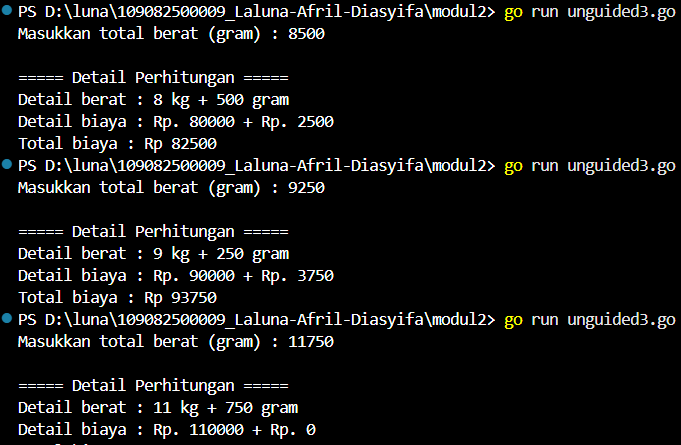 PS D:\luna\109082500009_Laluna-Afril-Diasyifa\modul2> go run unguided3.go
Masukkan total berat (gram) : 8500
===== Detail Perhitungan =====
Detail berat : 8 kg + 500 gram
Detail biaya : Rp. 80000 + Rp. 2500
Total biaya : Rp 82500
PS D:\luna\109082500009_Laluna-Afril-Diasyifa\modul2> go run unguided3.go
Masukkan total berat (gram) : 9250
===== Detail Perhitungan =====
Detail berat : 9 kg + 250 gram
Detail biaya : Rp. 90000 + Rp. 3750
Total biaya : Rp 93750
PS D:\luna\109082500009_Laluna-Afril-Diasyifa\modul2> go run unguided3.go
Masukkan total berat (gram) : 11750
===== Detail Perhitungan =====
Detail berat : 11 kg + 750 gram
Detail biaya : Rp. 110000 + Rp. 0